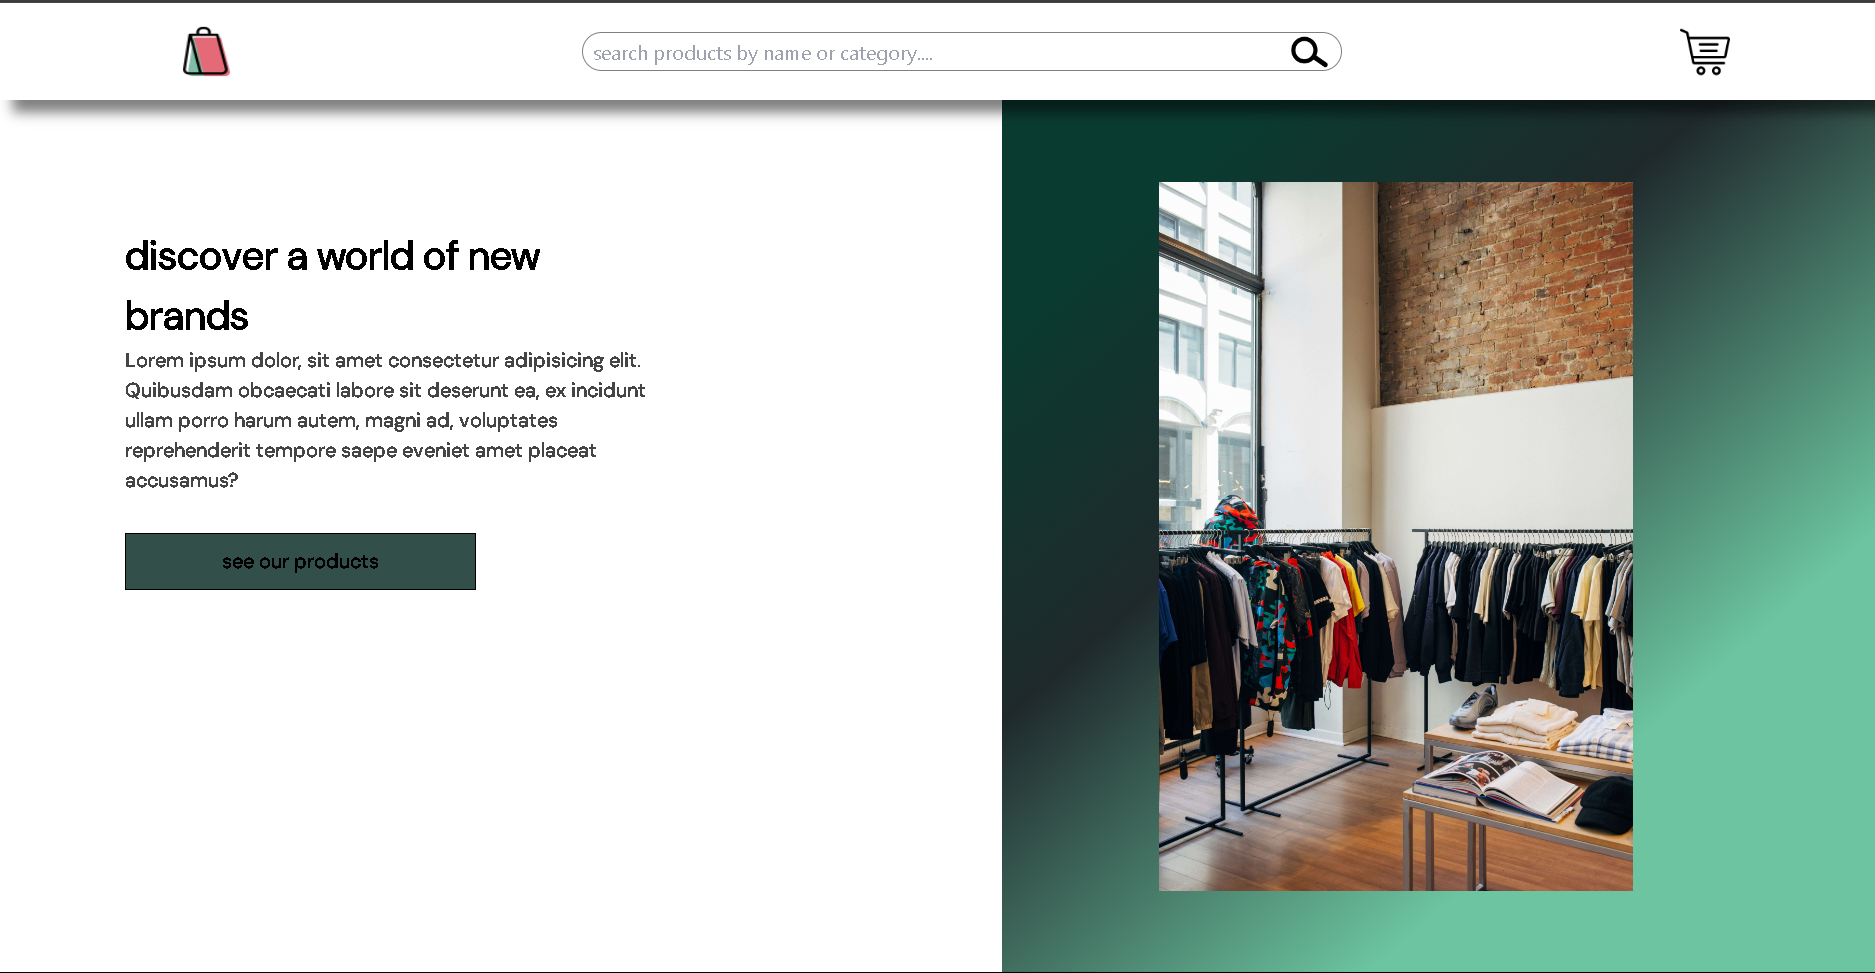 search products by name or category....
discover a world of new
brands
Lorem ipsum dolor, sit amet consectetur adipisicing elit.
Quibusdam obcaecati labore sit deserunt ea, ex incidunt
ullam porro harum autem, magni ad, voluptates
reprehenderit tempore saepe eveniet amet placeat
accusamus?
see our products